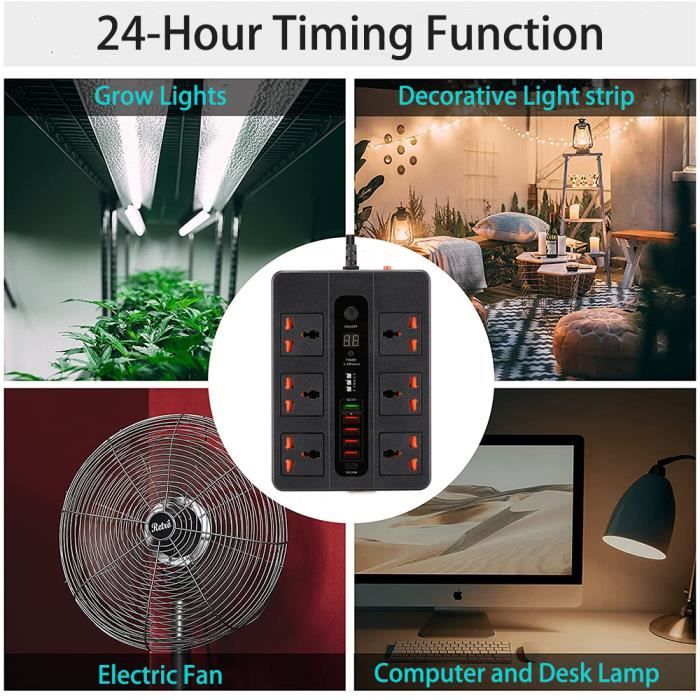 24-Hour Timing Function
Grow Lights
Decorative Light strip
ON/OFF
88
TIMER
Retro
Electric Fan
Computer and Desk Lamp